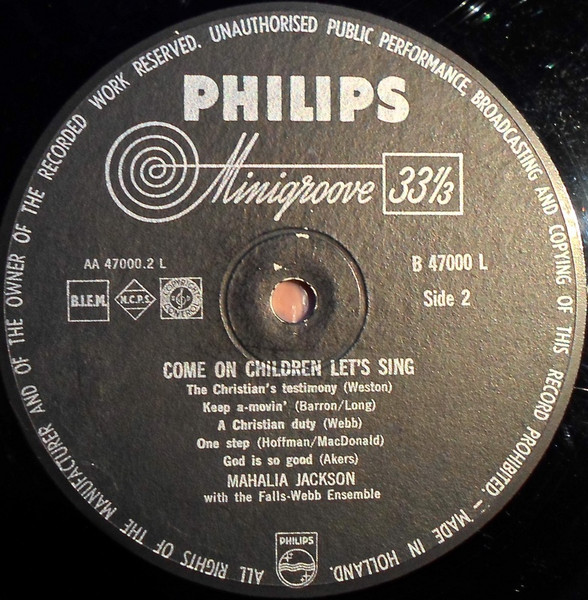 ALL RIGHTS OF THE MANUFACTURER AND OF THE OWNER OF THE RECORDED WORK RESERVED. UNAUTHORISED PUBLIC PERFORMANCE BROADCASTING AND COPYING OF THIS RECORD PROHIBITED. – MADE IN HOLLAND.
PHILIPS
Minigroove 33⅓
AA 47000.2 L
B 47000 L
B.I.E.M.
N.C.P.S.
Side 2
COME ON CHILDREN LET'S SING
The Christian's testimony (Weston)
Keep a-movin' (Barron/Long)
A Christian duty (Webb)
One step (Hoffman/MacDonald)
God is so good (Akers)
MAHALIA JACKSON
with the Falls-Webb Ensemble
PHILIPS